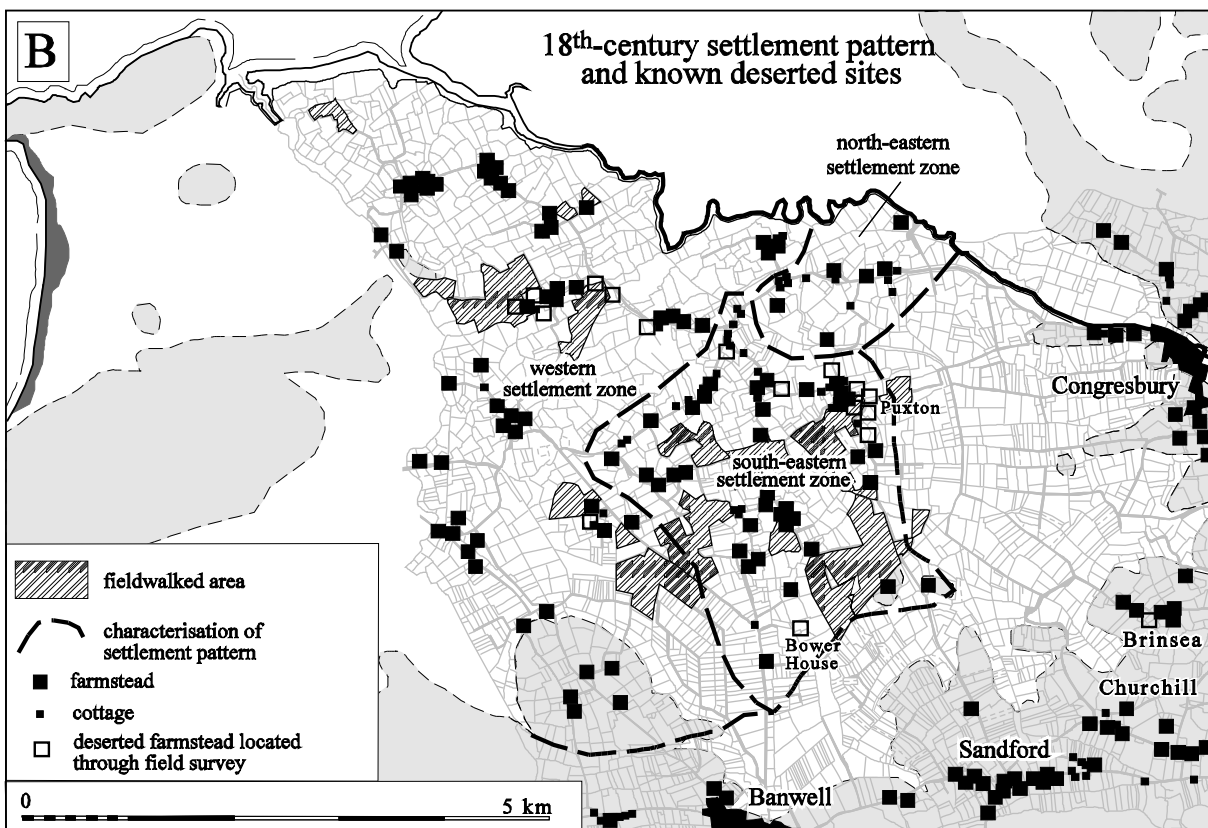 B
18th-century settlement pattern
and known deserted sites
north-eastern
settlement zone
western
settlement zone
Congresbury
Puxton
south-eastern
settlement zone
fieldwalked area
characterisation of
settlement pattern
farmstead
cottage
deserted farmstead located
through field survey
Bower
House
Brinsea
Churchill
Sandford
Banwell
0 5 km